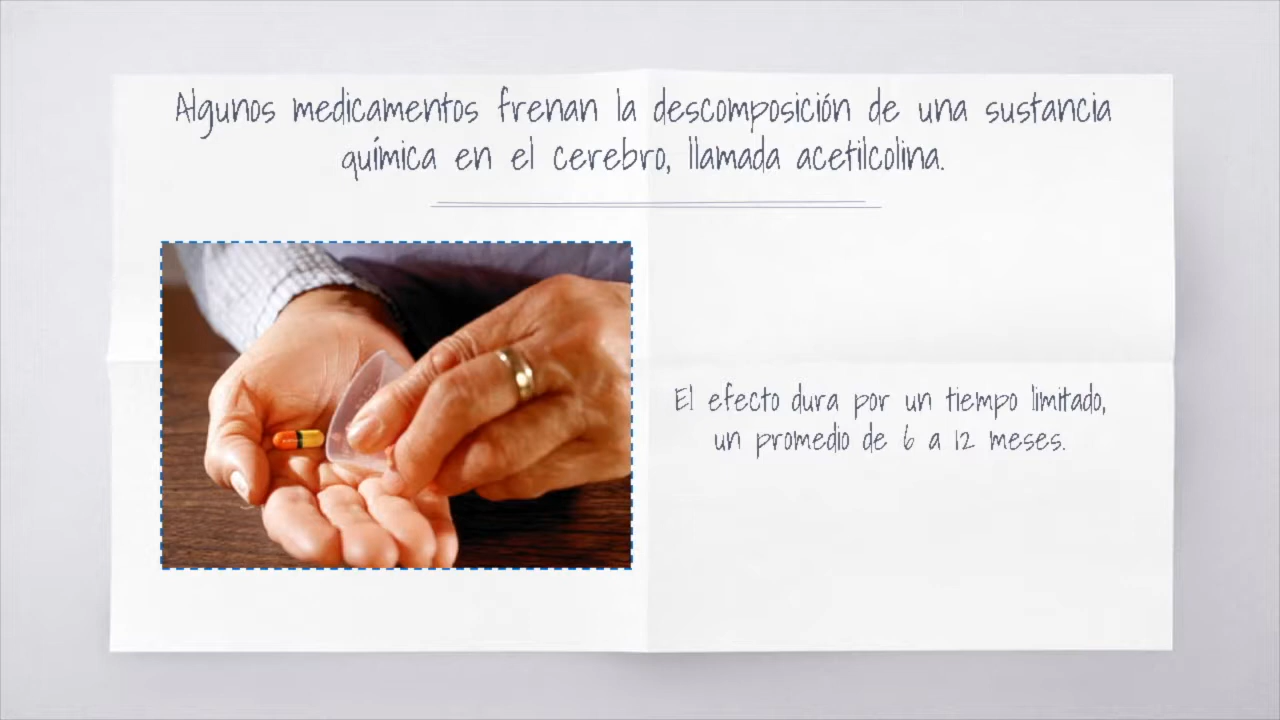 Algunos medicamentos frenan la descomposición de una sustancia
química en el cerebro, llamada acetilcolina.
El efecto dura por un tiempo limitado,
un promedio de 6 a 12 meses.